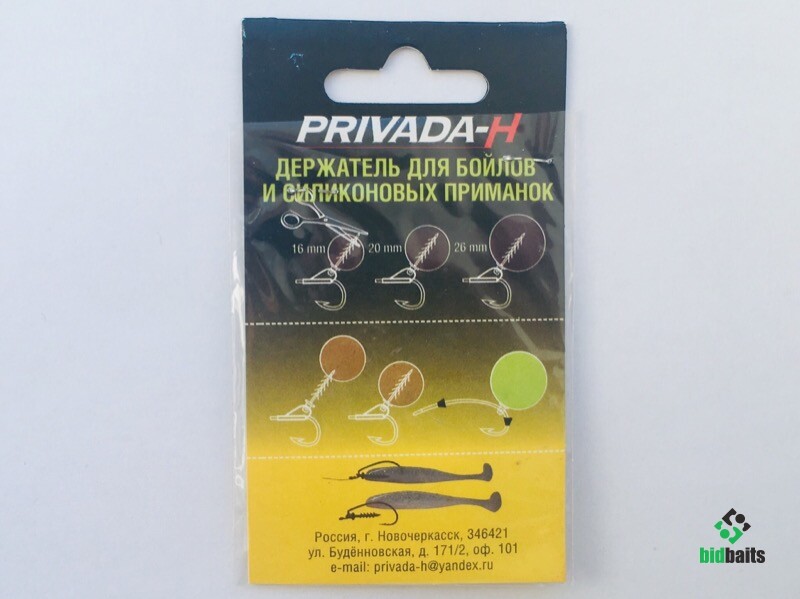 PRIVADA-H
ДЕРЖАТЕЛЬ ДЛЯ БОЙЛОВ
И СИЛИКОНОВЫХ ПРИМАНОК
16 mm 20 mm 26 mm
Россия, г. Новочеркасск, 346421
ул. Будённовская, д. 171/2, оф. 101
e-mail: privada-h@yandex.ru
bidbaits